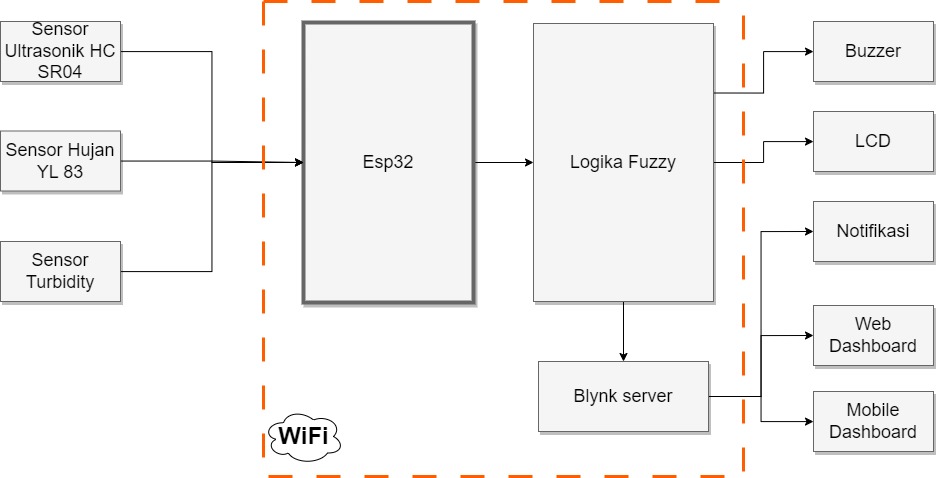 Sensor
Ultrasonik HC
SR04
Sensor Hujan
YL 83
Sensor
Turbidity
Esp32
Logika Fuzzy
Blynk server
WiFi
Buzzer
LCD
Notifikasi
Web
Dashboard
Mobile
Dashboard